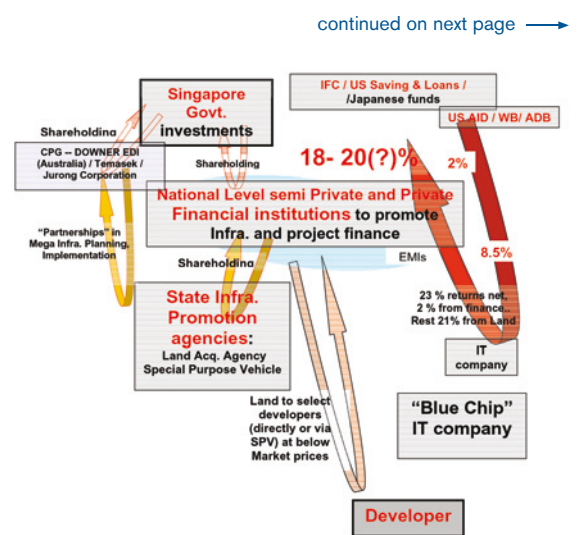 continued on next page
IFC / US Saving & Loans /
/Japanese funds
US AID / WB/ ADB
Singapore
Govt.
investments
Shareholding
CPG -- DOWNER EDI
(Australia) / Temasek /
Jurong Corporation
Shareholding
18- 20(?)%
2%
National Level semi Private and Private
Financial institutions to promote
Infra. and project finance
"Partnerships" in
Mega Infra. Planning,
Implementation
Shareholding
EMIs
8.5%
State Infra.
Promotion
agencies:
Land Acq. Agency
Special Purpose Vehicle
23 % returns net,
2 % from finance..
Rest 21% from Land
IT
company
Land to select
developers
(directly or via
SPV) at below
Market prices
"Blue Chip"
IT company
Developer